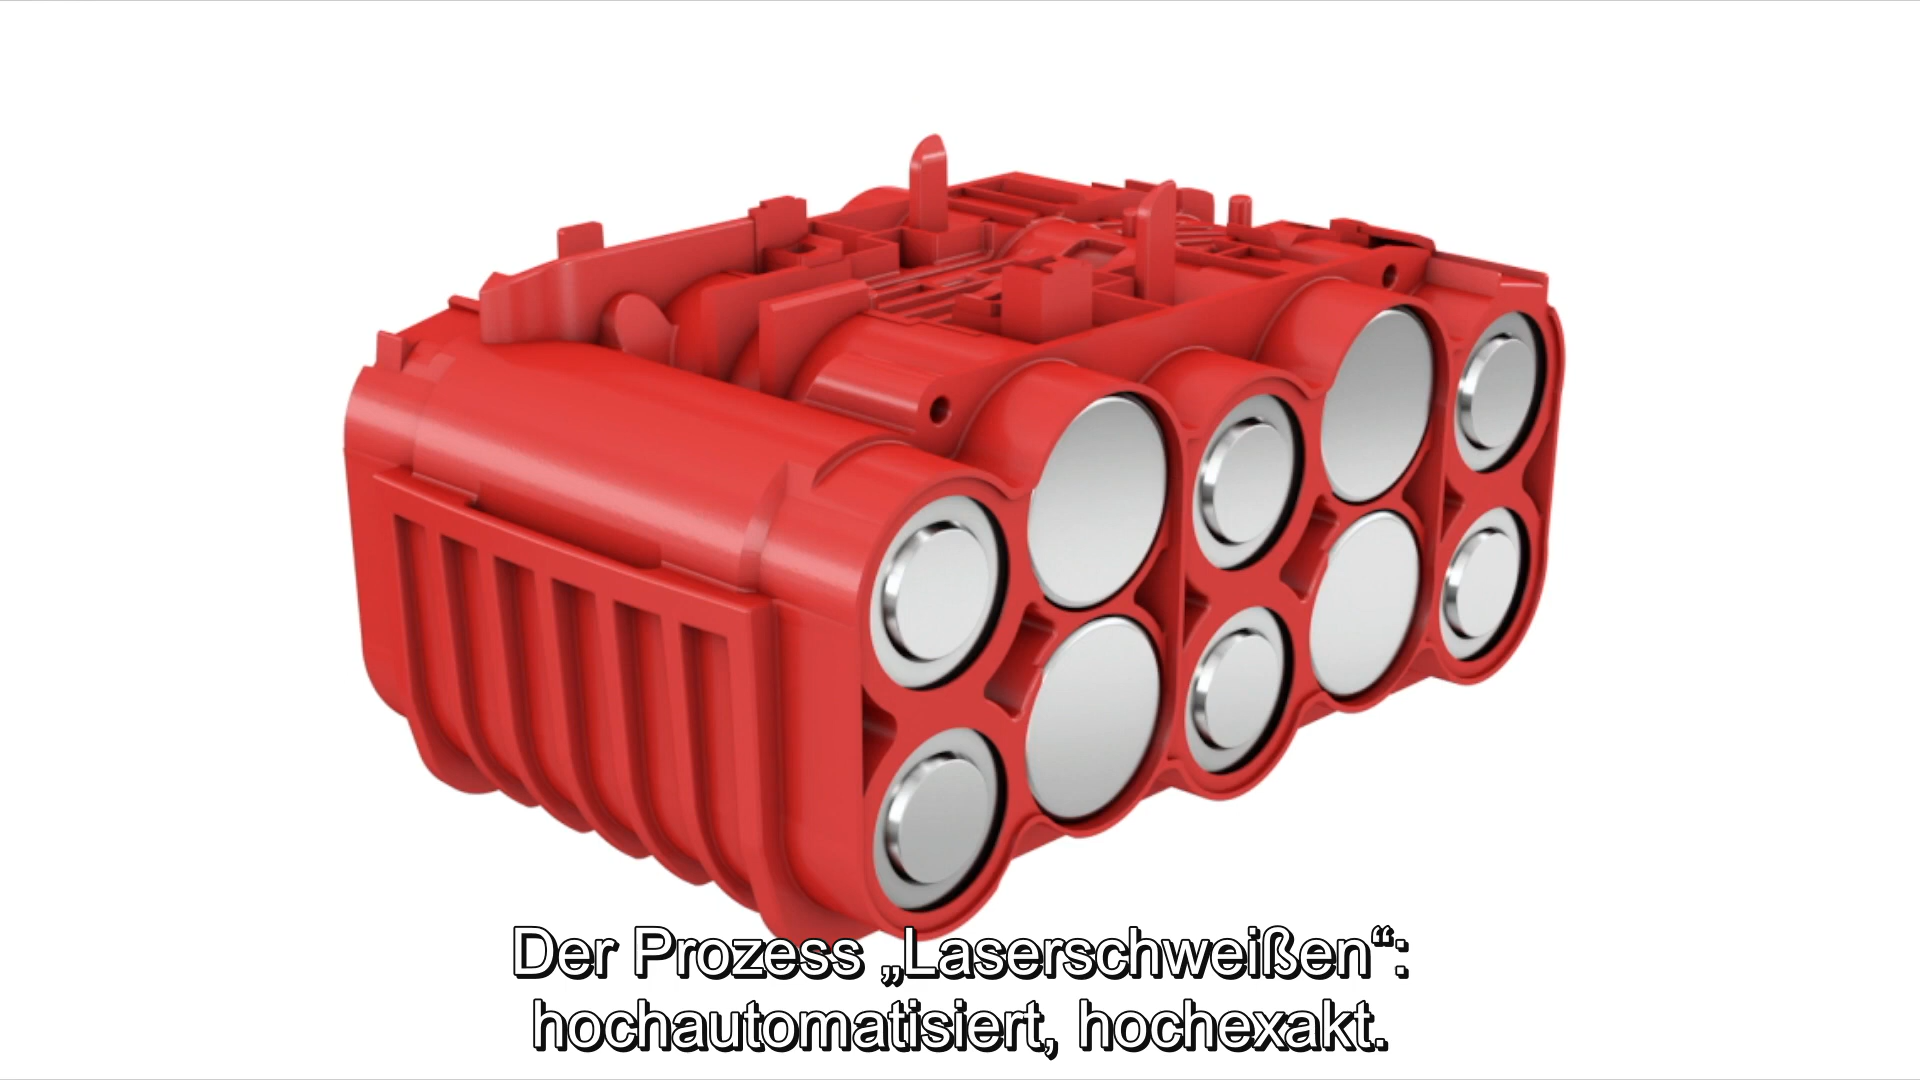 Der Prozess „Laserschweißen“:
hochautomatisiert, hochexakt.